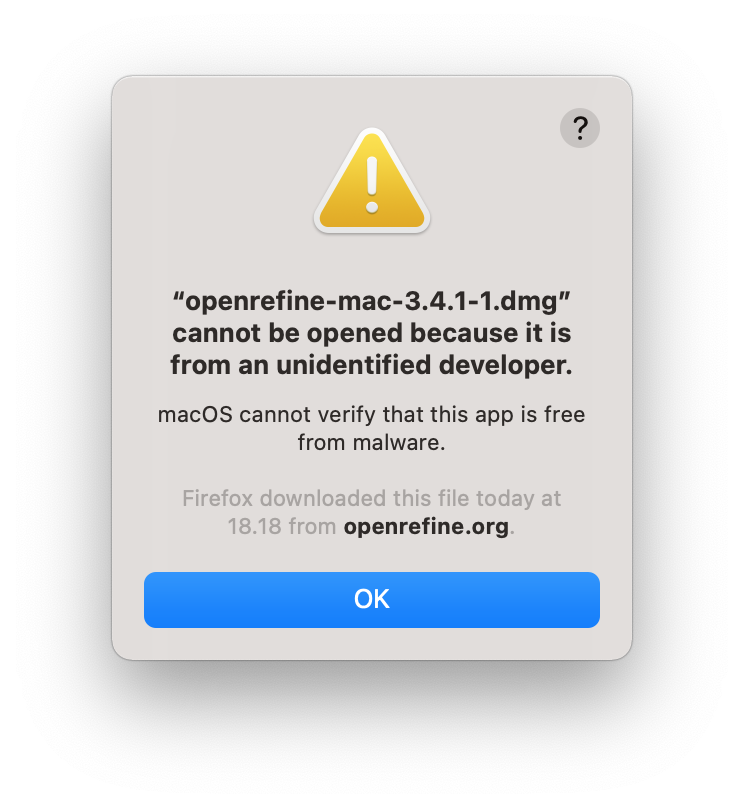 ?
“openrefine-mac-3.4.1-1.dmg”
cannot be opened because it is
from an unidentified developer.
macOS cannot verify that this app is free
from malware.
Firefox downloaded this file today at
18.18 from openrefine.org.
OK